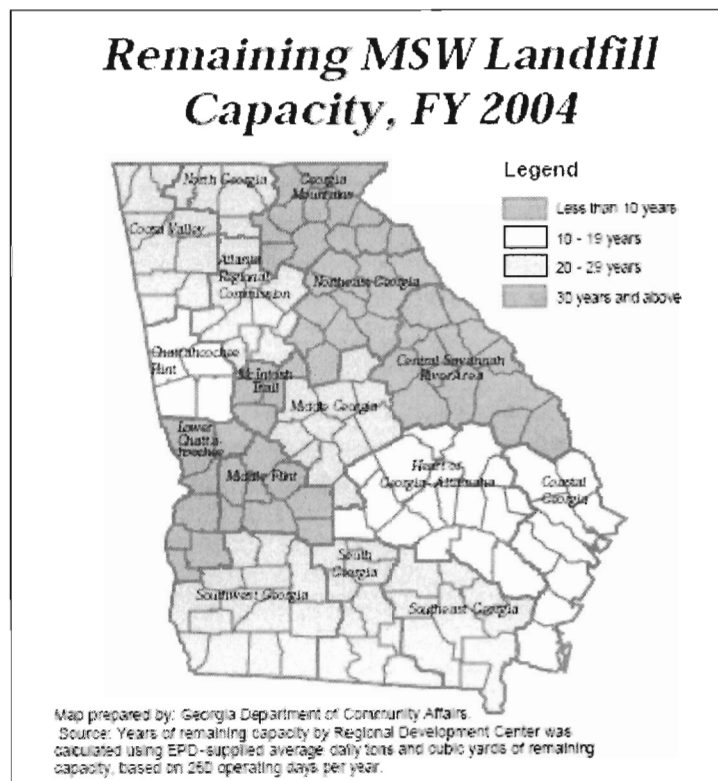 Remaining MSW Landfill
Capacity, FY 2004
Legend
Less than 10 years
10 - 19 years
20 - 29 years
30 years and above
North Georgia
Georgia
Mountains
Coosa Valley
Atlanta
Regional
Commission
Northeast Georgia
Chattahoochee
Flint
McIntosh
Trail
Central Savannah
River Area
Middle Georgia
Lower
Chatta-
hoochee
Middle Flint
Heart of
Georgia-Altamaha
Coastal
Georgia
South
Georgia
Southwest Georgia
Southeast Georgia
Map prepared by: Georgia Department of Community Affairs.
Source: Years of remaining capacity by Regional Development Center was
calculated using EPD-supplied average daily tons and cubic yards of remaining
capacity, based on 260 operating days per year.